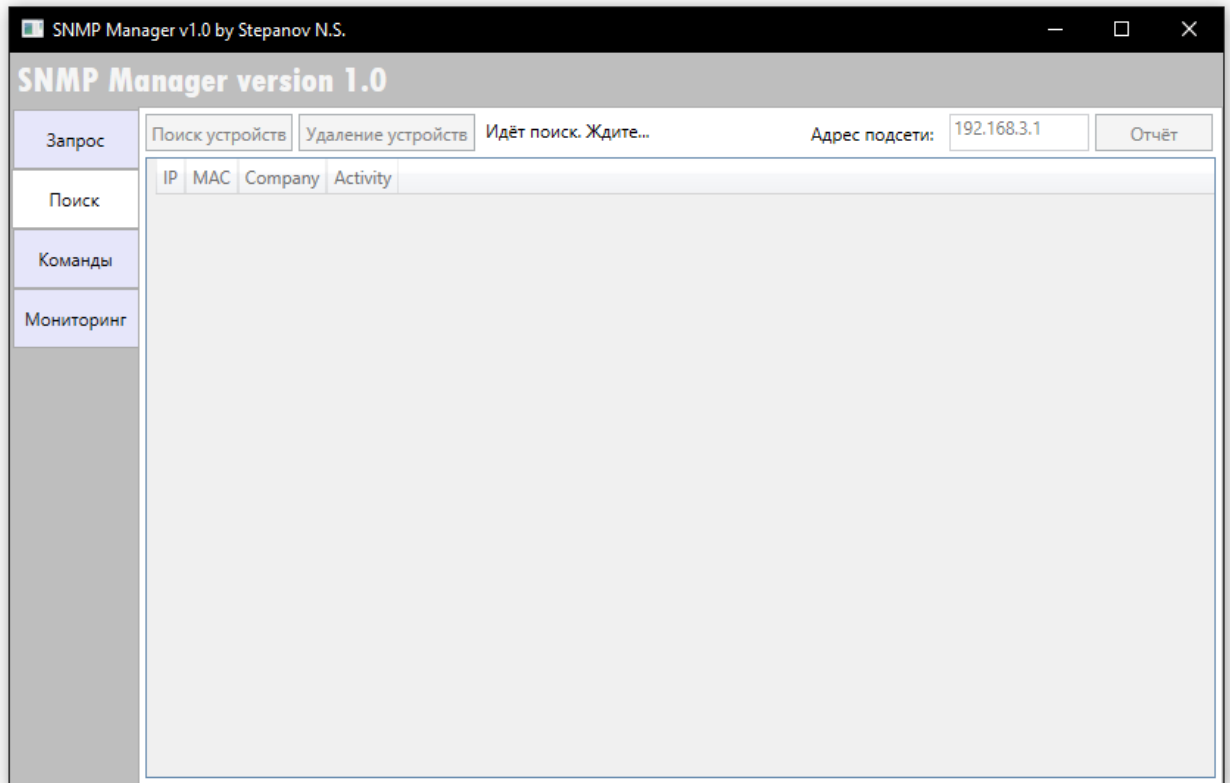 SNMP Manager v1.0 by Stepanov N.S.
SNMP Manager version 1.0
Запрос
Поиск
Команды
Мониторинг
Поиск устройств Удаление устройств Идёт поиск. Ждите... Адрес подсети: 192.168.3.1 Отчёт
IP MAC Company Activity